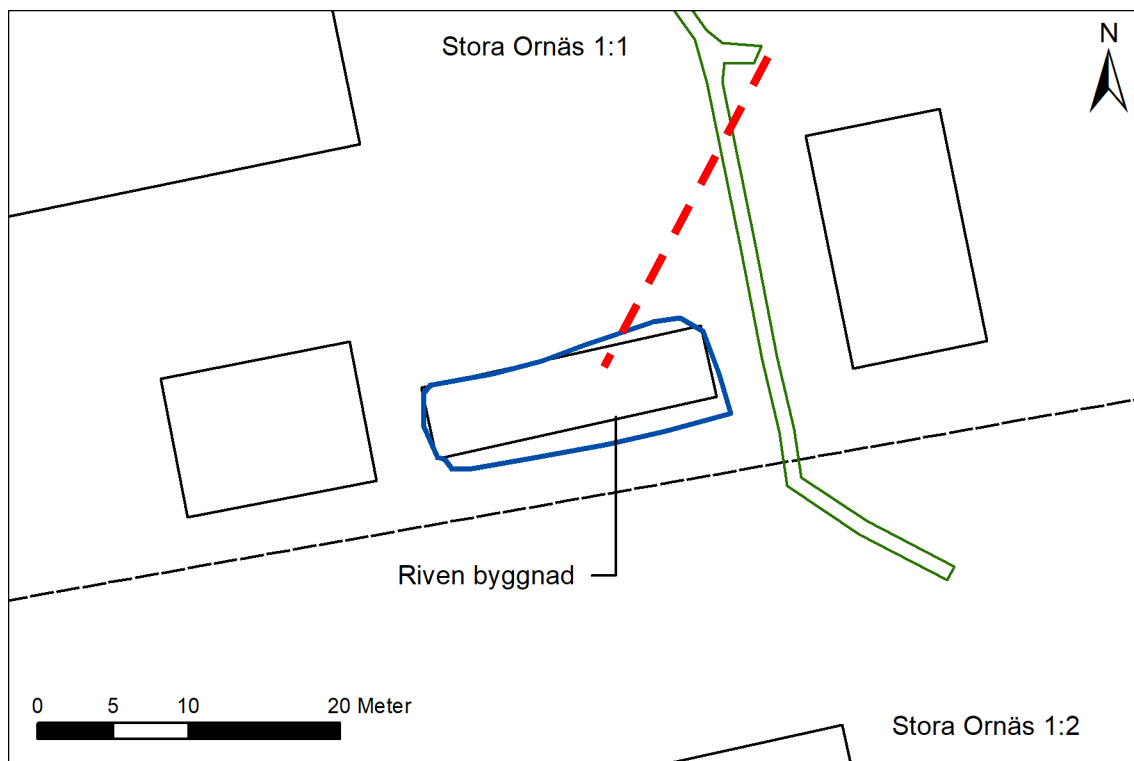 Stora Ornäs 1:1
N
Riven byggnad
0 5 10 20 Meter
Stora Ornäs 1:2